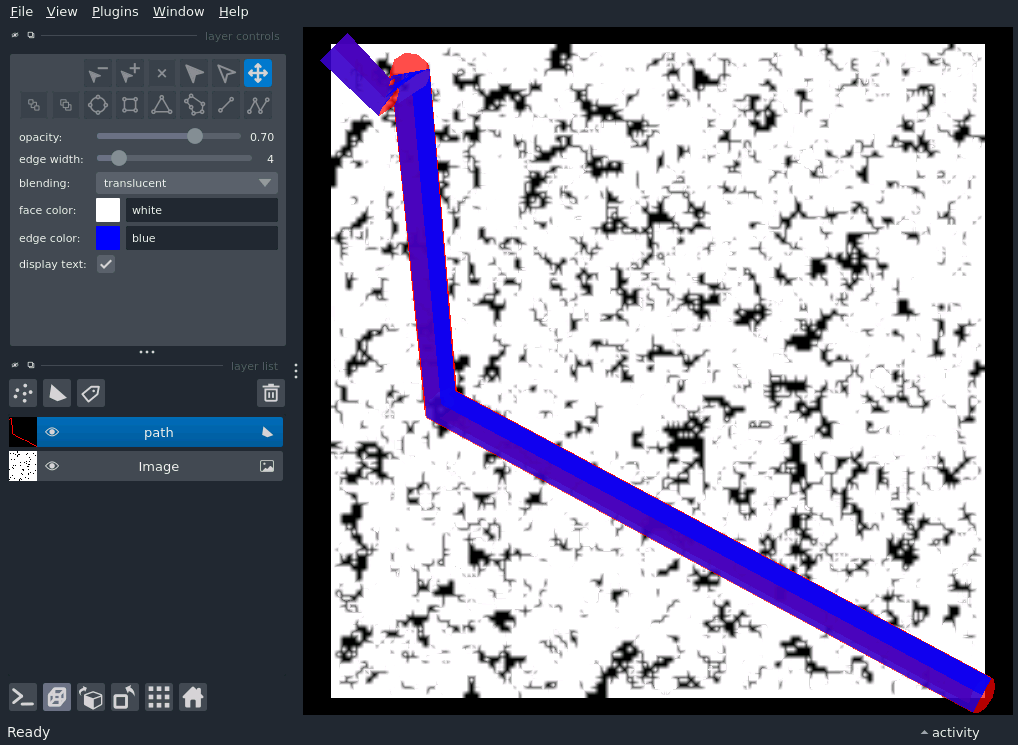 File View Plugins Window Help
layer controls
opacity: 0.70
edge width: 4
blending: translucent
face color: white
edge color: blue
display text:
layer list
path
Image
Ready
activity